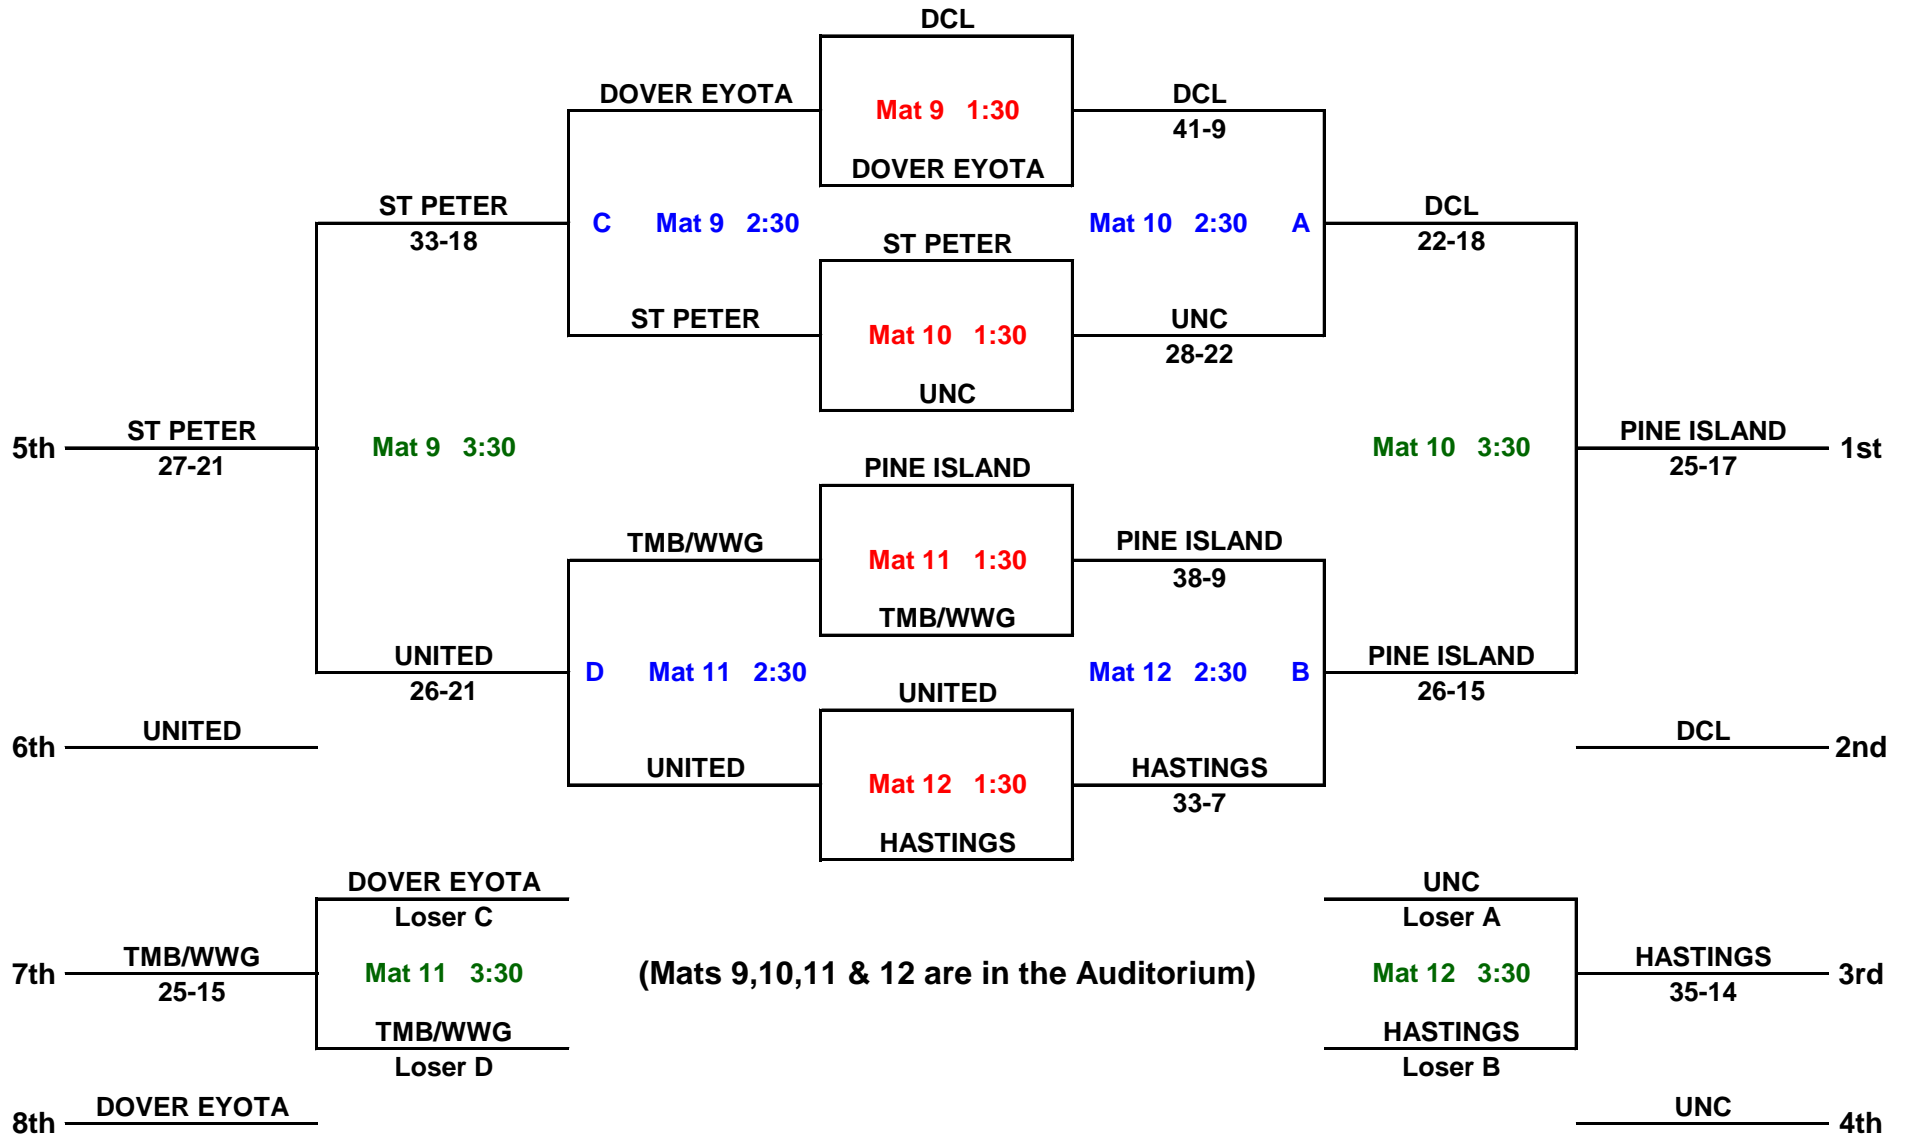 DCL
DOVER EYOTA
Mat 9 1:30
DCL
41-9
DOVER EYOTA
ST PETER
33-18
C Mat 9 2:30
Mat 10 2:30 A
DCL
22-18
ST PETER
ST PETER
Mat 10 1:30
UNC
28-22
UNC
5th
ST PETER
27-21
Mat 9 3:30
Mat 10 3:30
PINE ISLAND
25-17
1st
PINE ISLAND
TMB/WWG
Mat 11 1:30
PINE ISLAND
38-9
TMB/WWG
UNITED
26-21
D Mat 11 2:30
Mat 12 2:30 B
PINE ISLAND
26-15
UNITED
6th
UNITED
DCL
2nd
UNITED
Mat 12 1:30
HASTINGS
33-7
HASTINGS
DOVER EYOTA
Loser C
UNC
Loser A
7th
TMB/WWG
25-15
Mat 11 3:30
(Mats 9,10,11 & 12 are in the Auditorium)
Mat 12 3:30
HASTINGS
35-14
3rd
TMB/WWG
Loser D
HASTINGS
Loser B
8th
DOVER EYOTA
UNC
4th